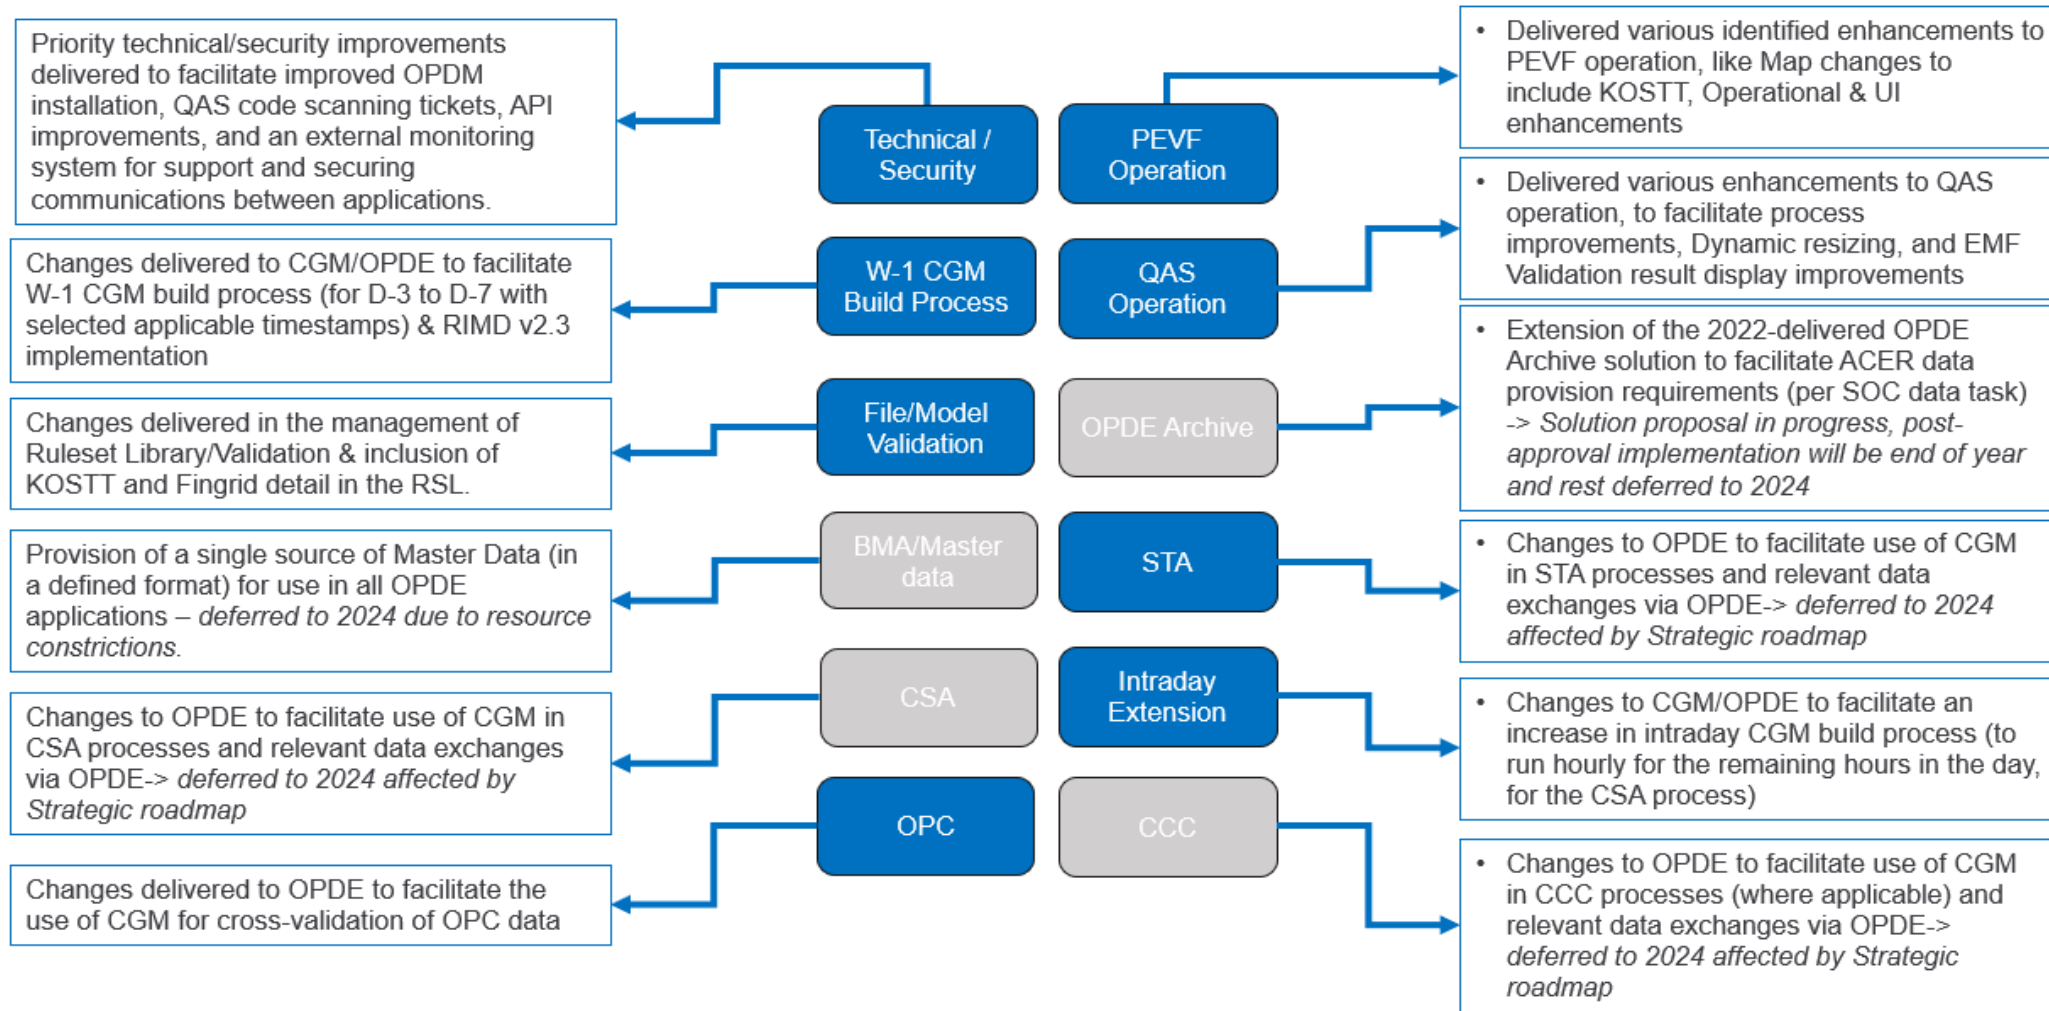 Priority technical/security improvements
delivered to facilitate improved OPDM
installation, QAS code scanning tickets, API
improvements, and an external monitoring
system for support and securing
communications between applications.
Changes delivered to CGM/OPDE to facilitate
W-1 CGM build process (for D-3 to D-7 with
selected applicable timestamps) & RIMD v2.3
implementation
Changes delivered in the management of
Ruleset Library/Validation & inclusion of
KOSTT and Fingrid detail in the RSL.
Provision of a single source of Master Data (in
a defined format) for use in all OPDE
applications – deferred to 2024 due to resource
constrictions.
Changes to OPDE to facilitate use of CGM in
CSA processes and relevant data exchanges
via OPDE-> deferred to 2024 affected by
Strategic roadmap
Changes delivered to OPDE to facilitate the
use of CGM for cross-validation of OPC data
Technical /
Security
W-1 CGM
Build Process
File/Model
Validation
BMA/Master
data
CSA
OPC
PEVF
Operation
QAS
Operation
OPDE Archive
STA
Intraday
Extension
CCC
• Delivered various identified enhancements to
PEVF operation, like Map changes to
include KOSTT, Operational & UI
enhancements
• Delivered various enhancements to QAS
operation, to facilitate process
improvements, Dynamic resizing, and EMF
Validation result display improvements
• Extension of the 2022-delivered OPDE
Archive solution to facilitate ACER data
provision requirements (per SOC data task)
-> Solution proposal in progress, post-
approval implementation will be end of year
and rest deferred to 2024
• Changes to OPDE to facilitate use of CGM
in STA processes and relevant data
exchanges via OPDE-> deferred to 2024
affected by Strategic roadmap
• Changes to CGM/OPDE to facilitate an
increase in intraday CGM build process (to
run hourly for the remaining hours in the day,
for the CSA process)
• Changes to OPDE to facilitate use of CGM
in CCC processes (where applicable) and
relevant data exchanges via OPDE->
deferred to 2024 affected by Strategic
roadmap